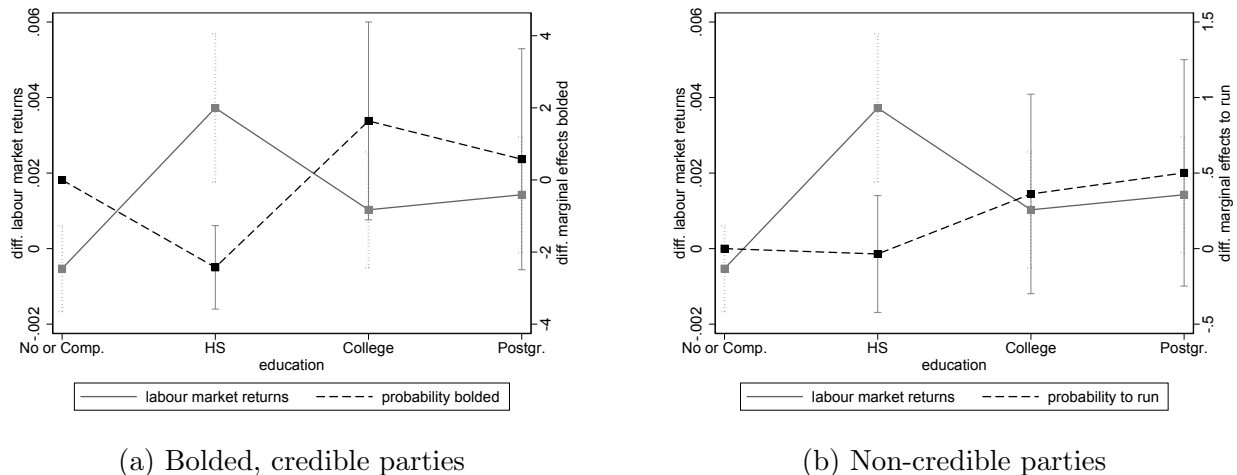 .006
.004
.002
0
-.002
diff. labour market returns
4
2
0
-2
-4
diff. marginal effects bolded
No or Comp. HS College Postgr.
education
labour market returns probability bolded
(a) Bolded, credible parties
.006
.004
.002
0
-.002
diff. labour market returns
1.5
1
.5
0
-.5
diff. marginal effects to run
No or Comp. HS College Postgr.
education
labour market returns probability to run
(b) Non-credible parties